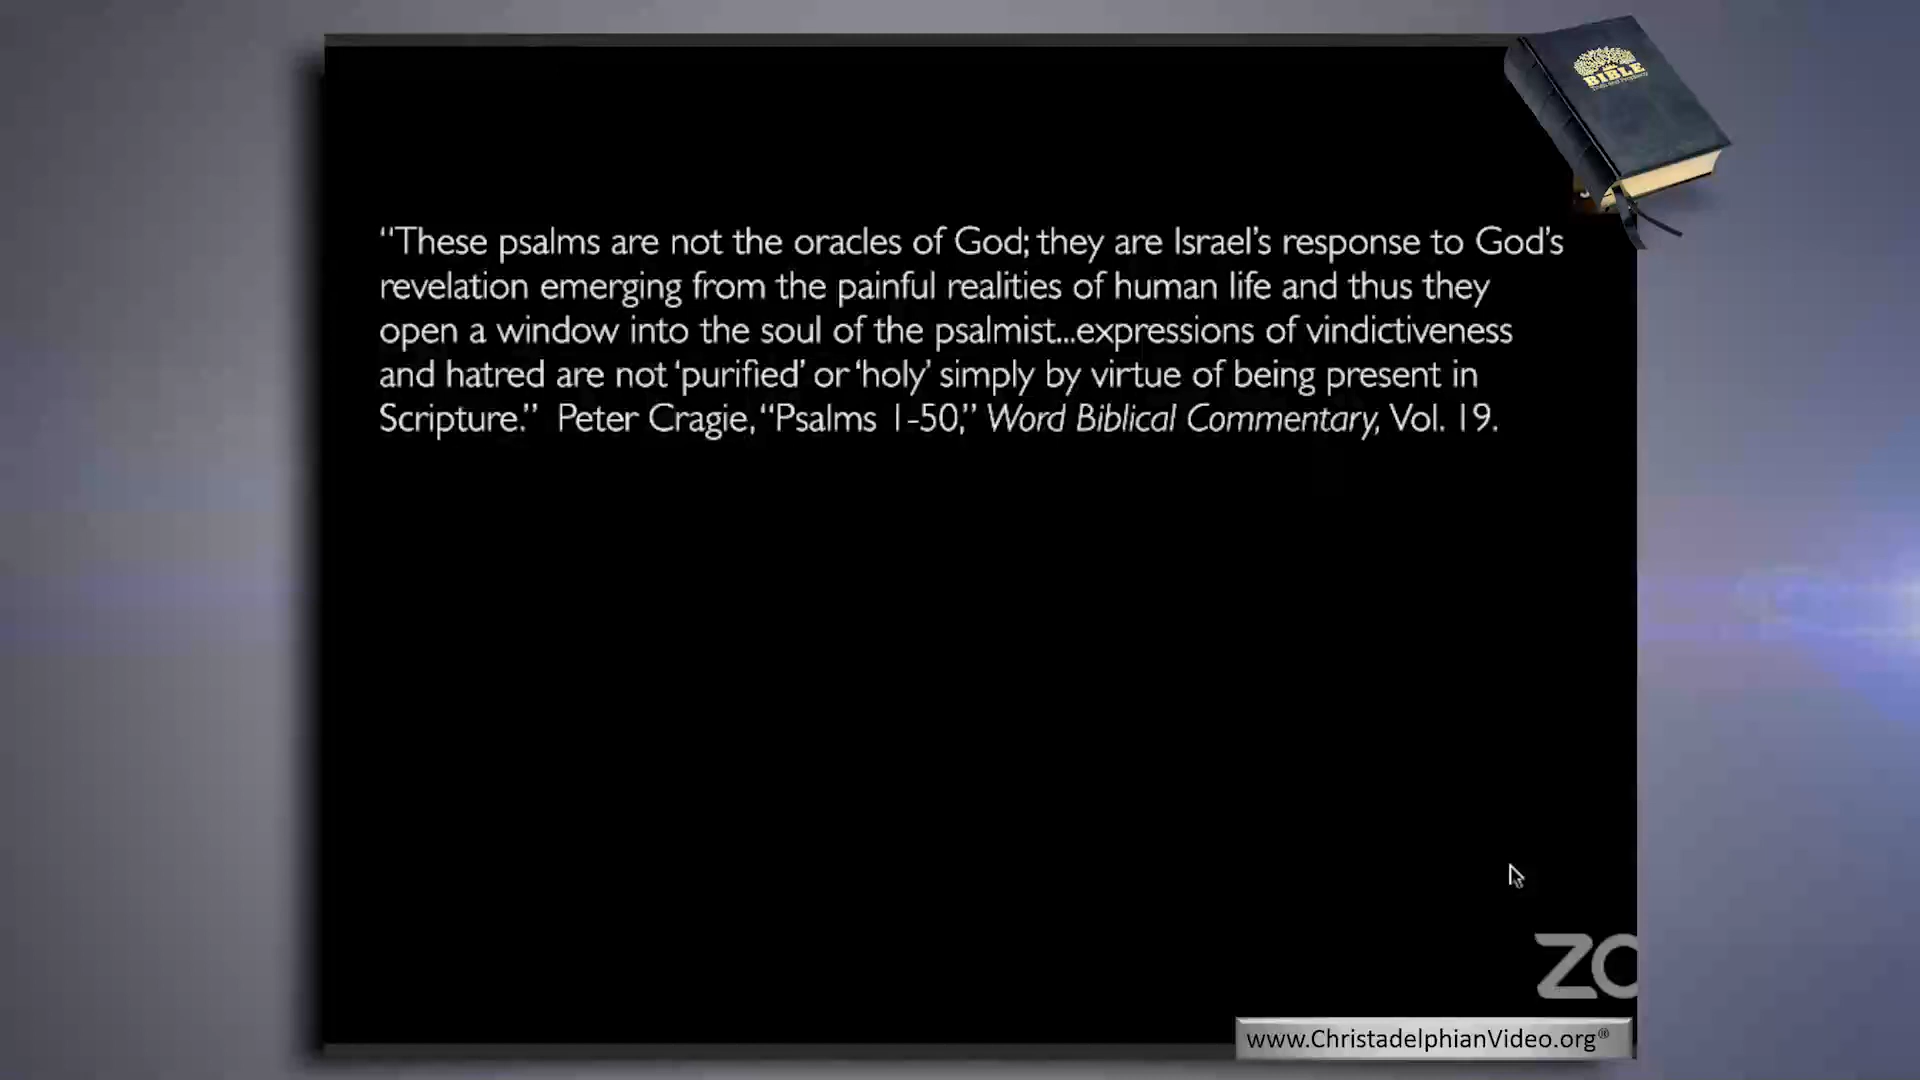 BIBLE
“These psalms are not the oracles of God; they are Israel’s response to God’s
revelation emerging from the painful realities of human life and thus they
open a window into the soul of the psalmist...expressions of vindictiveness
and hatred are not ‘purified’ or ‘holy’ simply by virtue of being present in
Scripture.” Peter Cragie, “Psalms 1-50,” Word Biblical Commentary, Vol. 19.
ZO
www.ChristadelphianVideo.org®